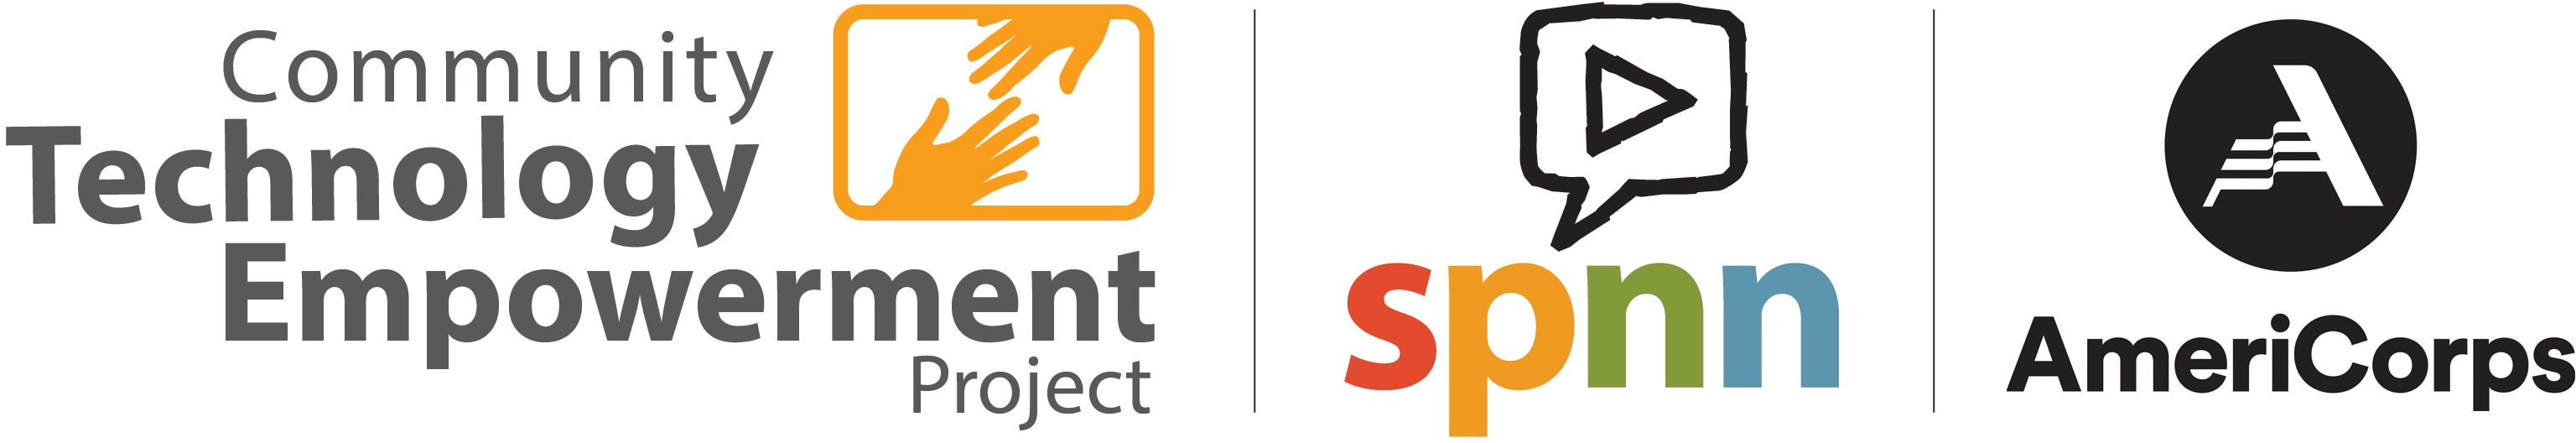 Community
Technology
Empowerment
Project
spnn
AmeriCorps